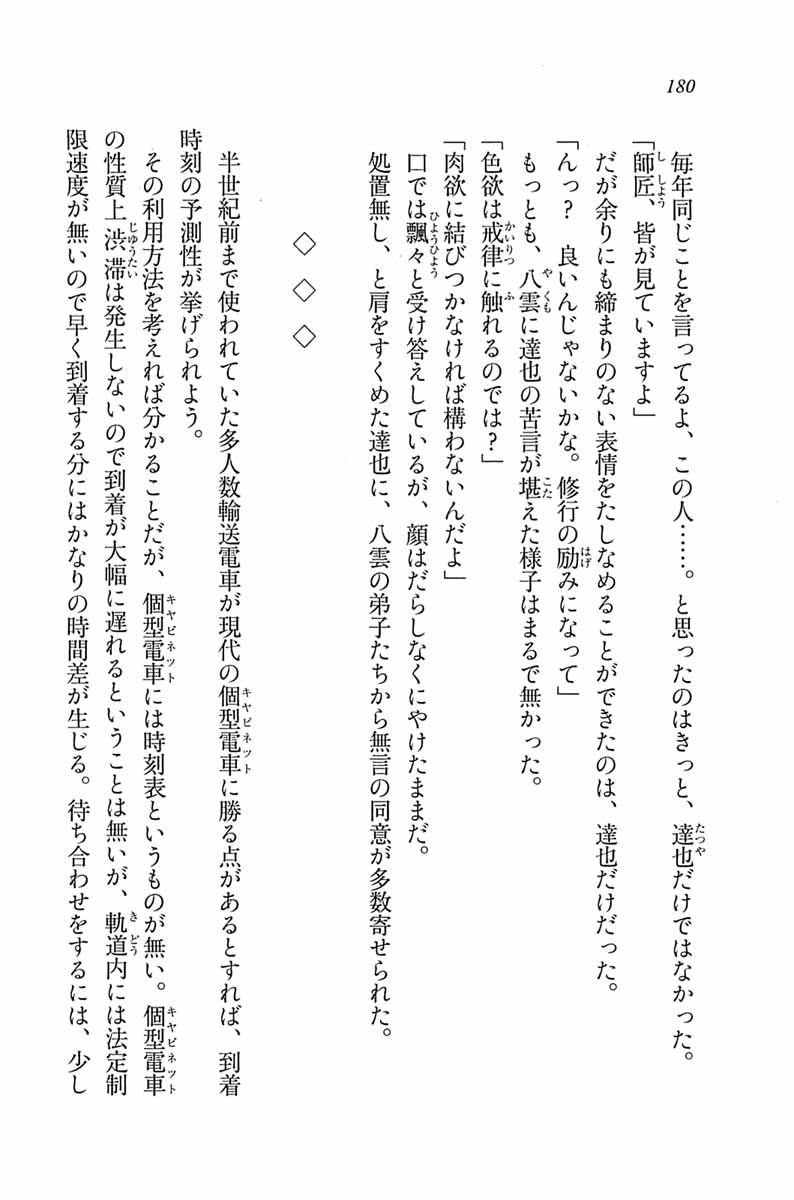 180
毎年同じことを言ってるよ、この人……。と思ったのはきっと、達也だけではなかった。
「師匠、皆が見ていますよ」
だが余りにも締まりのない表情をたしなめることができたのは、達也だけだった。
「んっ？　良いんじゃないかな。修行の励みになって」
もっとも、八雲に達也の苦言が堪えた様子はまるで無かった。
「色欲は戒律に触れるのでは？」
「肉欲に結びつかなければ構わないんだよ」
口では飄々と受け答えしているが、顔はだらしなくにやけたままだ。
処置無し、と肩をすくめた達也に、八雲の弟子たちから無言の同意が多数寄せられた。
◇　◇　◇
半世紀前まで使われていた多人数輸送電車が現代の個型電車に勝る点があるとすれば、到着
時刻の予測性が挙げられよう。
その利用方法を考えれば分かることだが、個型電車には時刻表というものが無い。個型電車
の性質上渋滞は発生しないので到着が大幅に遅れるということは無いが、軌道内には法定制
限速度が無いので早く到着する分にはかなりの時間差が生じる。待ち合わせをするには、少し